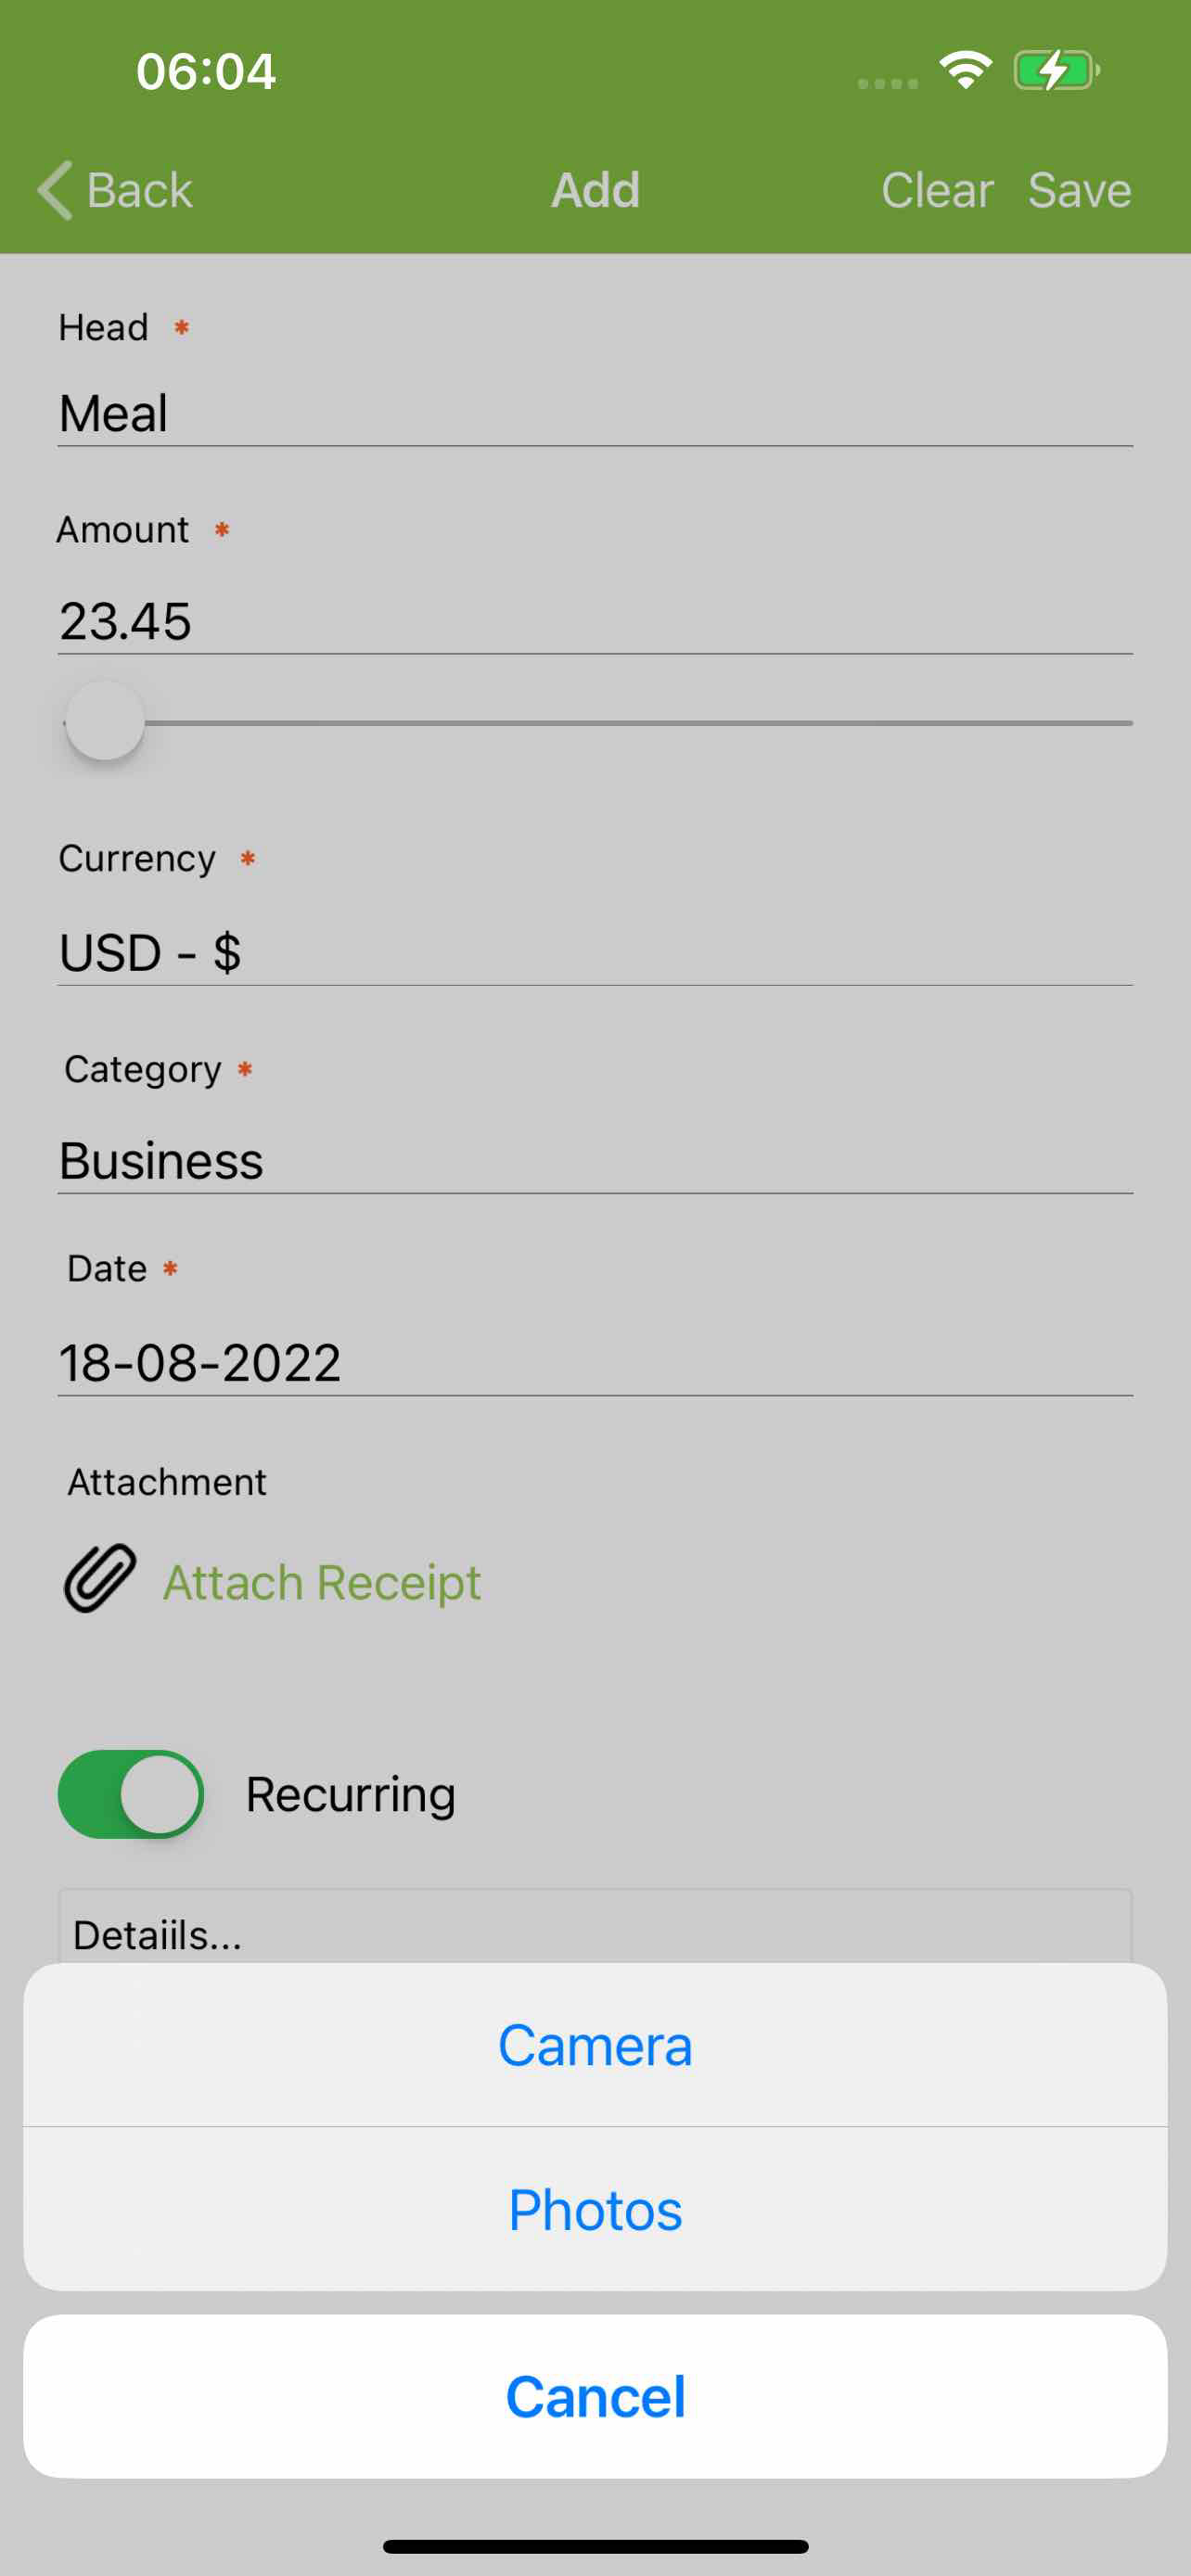 06:04
Back Add Clear Save
Head *
Meal
Amount *
23.45
Currency *
USD - $
Category *
Business
Date *
18-08-2022
Attachment
Attach Receipt
Recurring
Detaiils...
Camera
Photos
Cancel